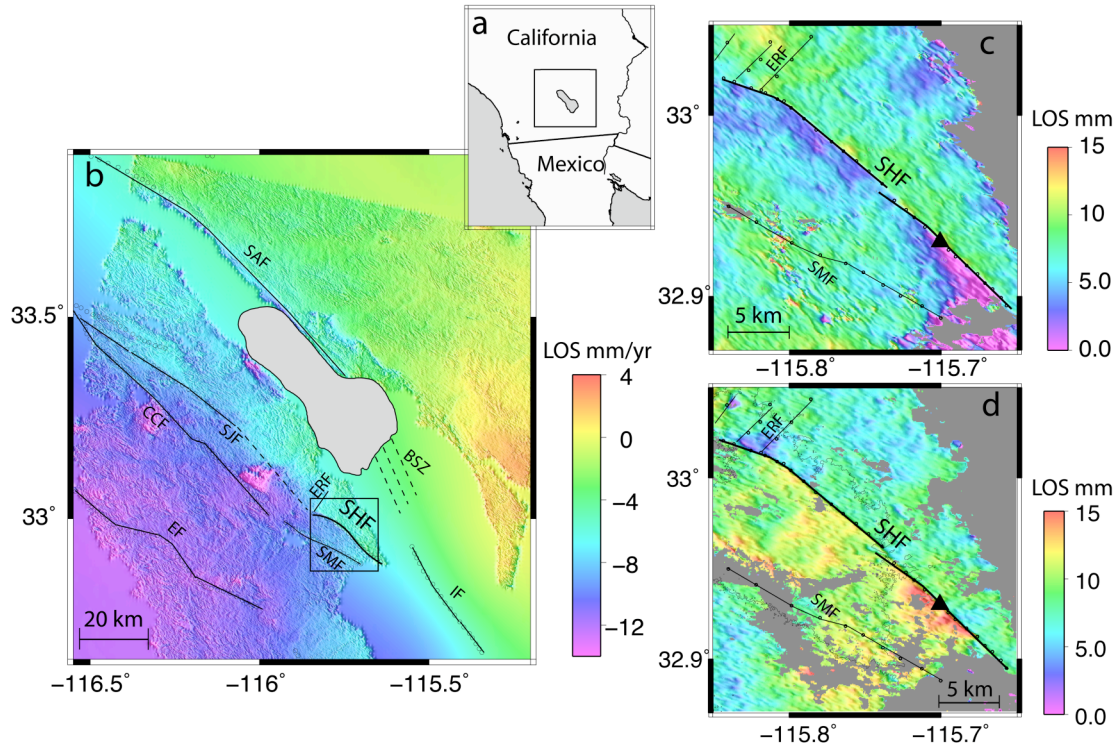 a
California
Mexico
b
SAF
33.5°
CCF
SJF
BSZ
ERF
33°
SHF
EF
SMF
IF
20 km
−116.5°
−116°
−115.5°
LOS mm/yr
4
0
−4
−8
−12
c
ERF
33°
SHF
SMF
32.9°
5 km
−115.8°
−115.7°
LOS mm
15
10
5.0
0.0
d
ERF
33°
SHF
SMF
32.9°
5 km
−115.8°
−115.7°
LOS mm
15
10
5.0
0.0